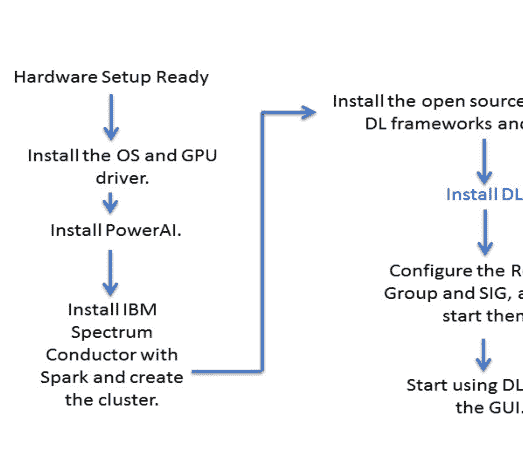 Hardware Setup Ready
Install the OS and GPU
driver.
Install PowerAI.
Install IBM
Spectrum
Conductor with
Spark and create
the cluster.
Install the open source
DL frameworks and
Install DL
Configure the
Group and SIG,
start them
Start using DL
the GUI.